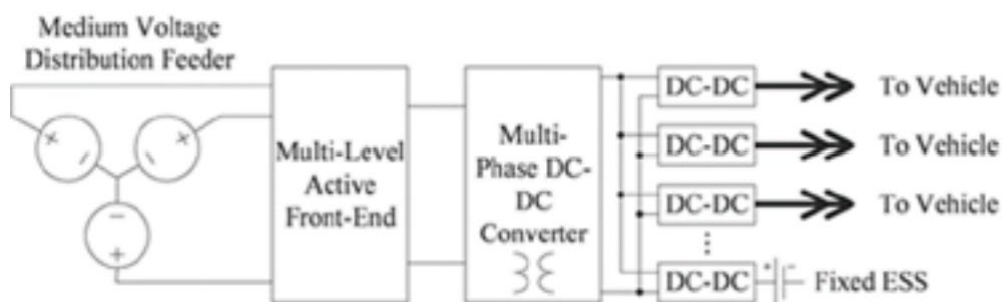 Medium Voltage
Distribution Feeder
+
−
+
−
−
+
Multi-Level
Active
Front-End
Multi-
Phase DC-
DC
Converter
DC-DC
To Vehicle
DC-DC
To Vehicle
DC-DC
To Vehicle
DC-DC
+
−
Fixed ESS